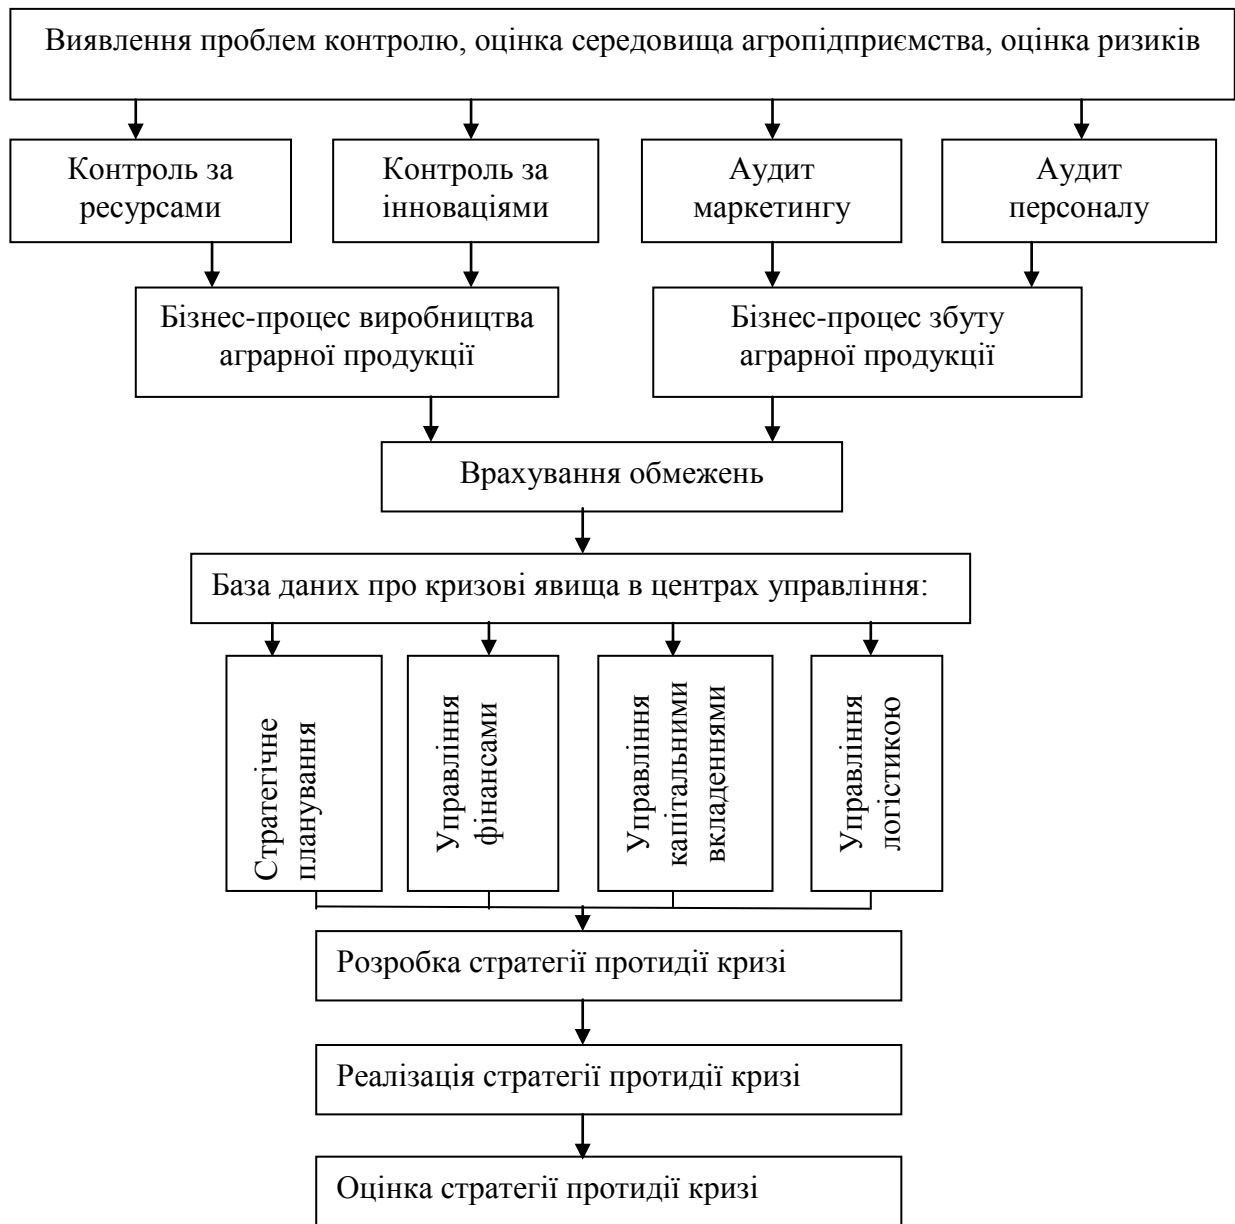 Виявлення проблем контролю, оцінка середовища агропідприємства, оцінка ризиків
Контроль за
ресурсами
Контроль за
інноваціями
Аудит
маркетингу
Аудит
персоналу
Бізнес-процес виробництва
аграрної продукції
Бізнес-процес збуту
аграрної продукції
Врахування обмежень
База даних про кризові явища в центрах управління:
Стратегічне
планування
Управління
фінансами
Управління
капітальними
вкладеннями
Управління
логістикою
Розробка стратегії протидії кризі
Реалізація стратегії протидії кризі
Оцінка стратегії протидії кризі